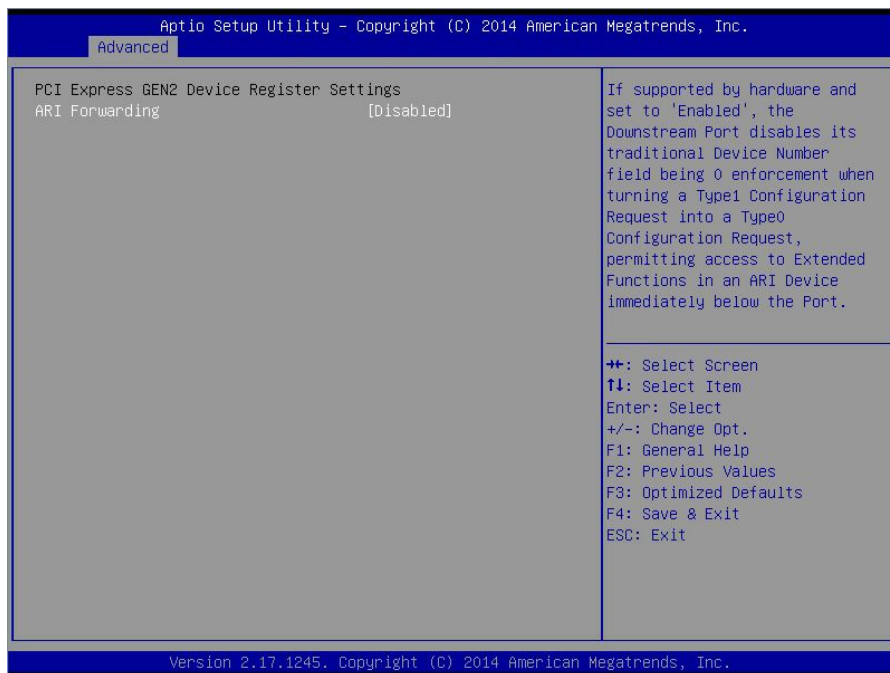 Aptio Setup Utility – Copyright (C) 2014 American Megatrends, Inc.
Advanced
PCI Express GEN2 Device Register Settings
ARI Forwarding [Disabled]
If supported by hardware and
set to 'Enabled', the
Downstream Port disables its
traditional Device Number
field being 0 enforcement when
turning a Type1 Configuration
Request into a Type0
Configuration Request,
permitting access to Extended
Functions in an ARI Device
immediately below the Port.
→←: Select Screen
↑↓: Select Item
Enter: Select
+/-: Change Opt.
F1: General Help
F2: Previous Values
F3: Optimized Defaults
F4: Save & Exit
ESC: Exit
Version 2.17.1245. Copyright (C) 2014 American Megatrends, Inc.